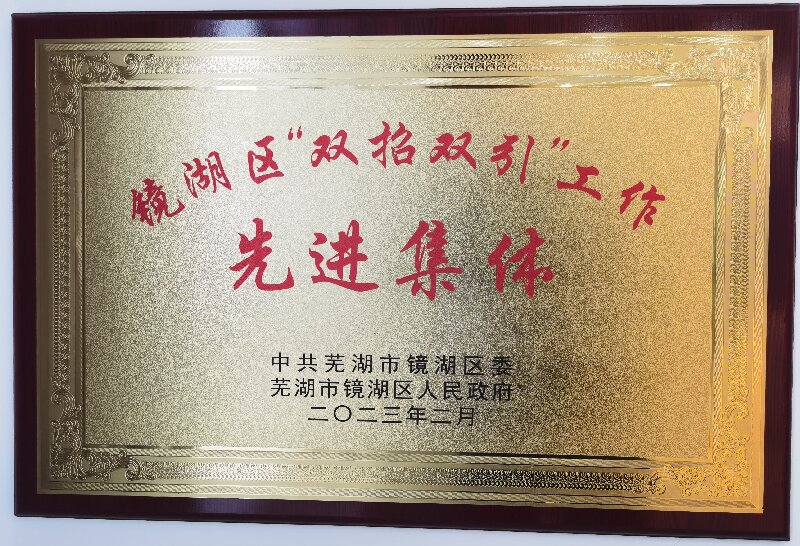 镜湖区“双招双引”工作
先进集体
中共芜湖市镜湖区委
芜湖市镜湖区人民政府
二〇二三年二月